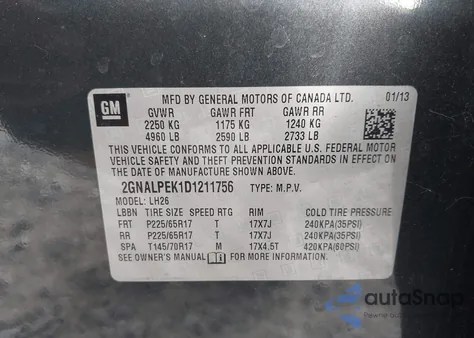 GM
MFD BY GENERAL MOTORS OF CANADA LTD. 01/13
GVWR GAWR FRT GAWR RR
2250 KG 1175 KG 1240 KG
4960 LB 2590 LB 2733 LB
THIS VEHICLE CONFORMS TO ALL APPLICABLE U.S. FEDERAL MOTOR
VEHICLE SAFETY AND THEFT PREVENTION STANDARDS IN EFFECT ON THE
DATE OF MANUFACTURE SHOWN ABOVE.
2GNALPEK1D1211756 TYPE: M.P.V.
MODEL: LH26
LBBN TIRE SIZE SPEED RTG RIM COLD TIRE PRESSURE
FRT P225/65R17 T 17X7J 240KPA(35PSI)
RR P225/65R17 T 17X7J 240KPA(35PSI)
SPA T145/70R17 M 17X4.5T 420KPA(60PSI)
SEE OWNER'S MANUAL FOR MORE INFORMATION.
autoSnap